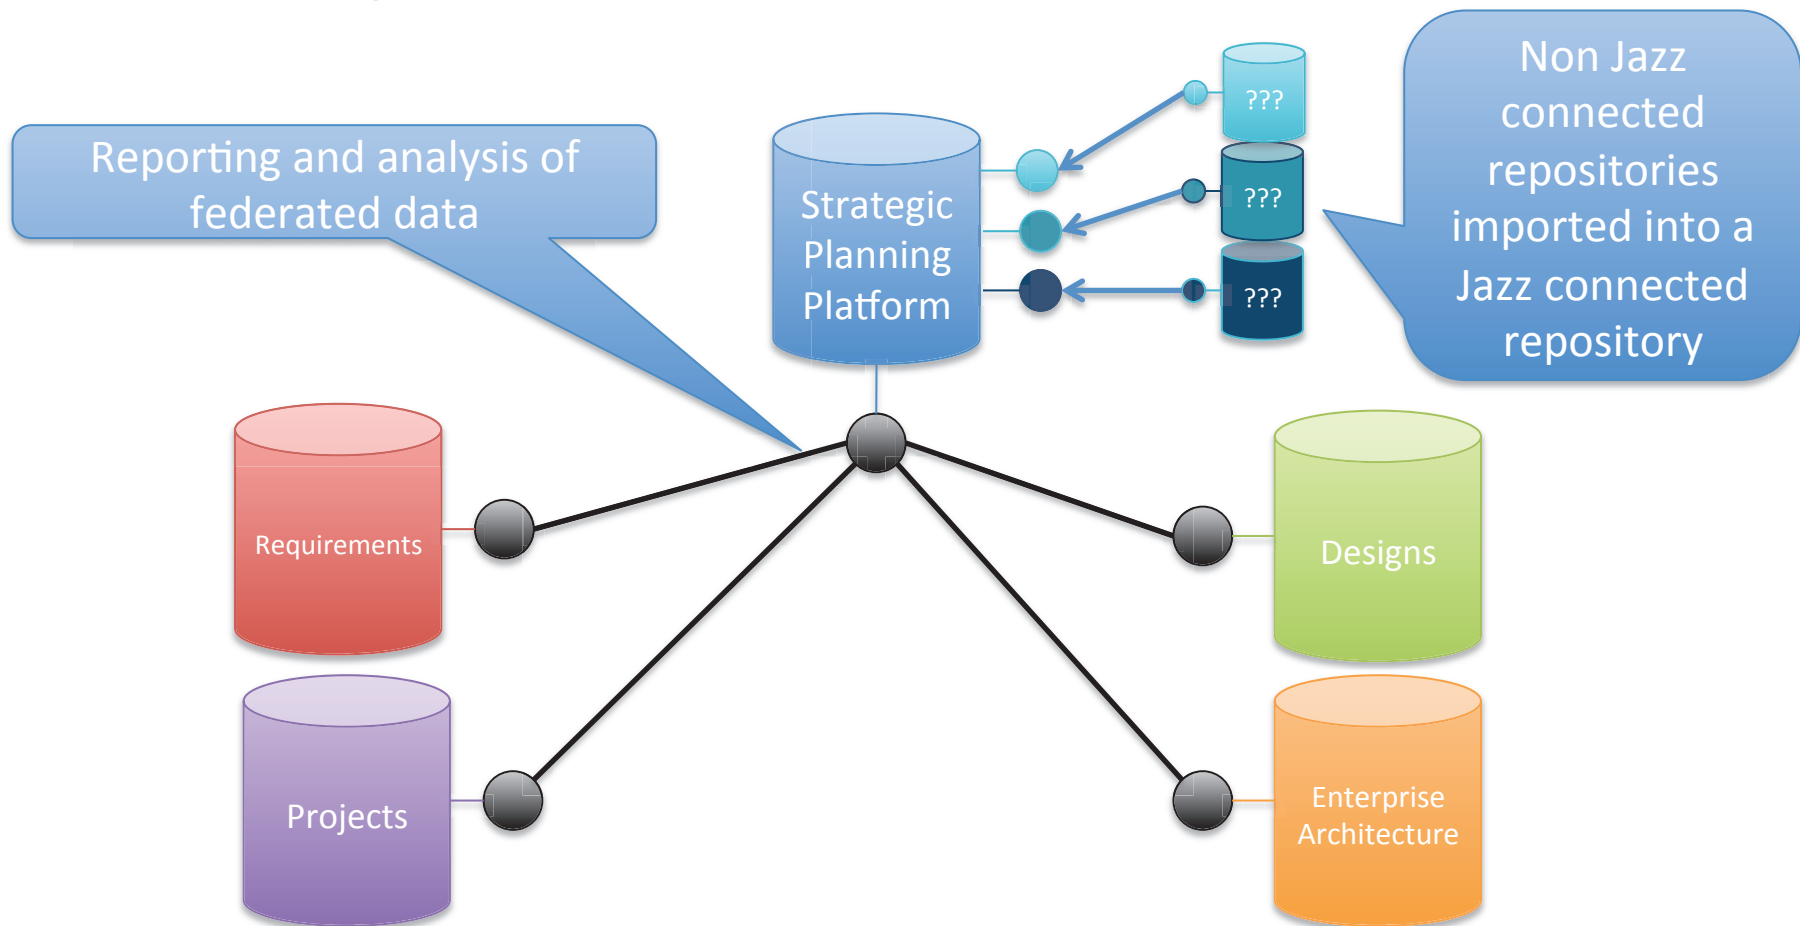 Reporting and analysis of
federated data
Strategic
Planning
Platform
???
???
???
Non Jazz
connected
repositories
imported into a
Jazz connected
repository
Requirements
Designs
Projects
Enterprise
Architecture